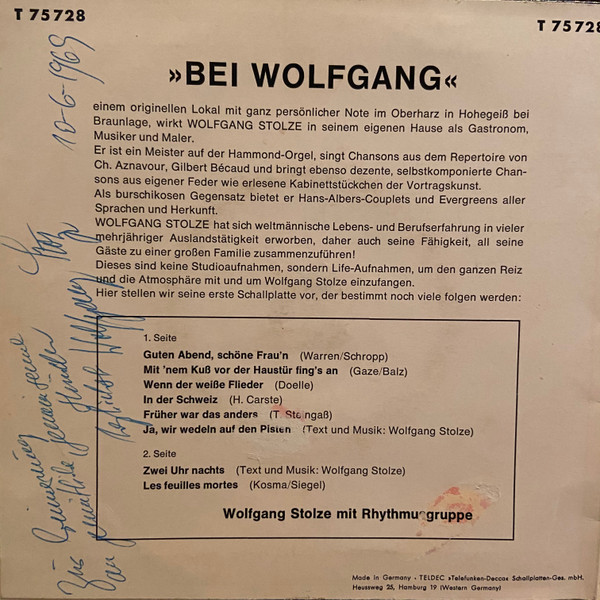 T 75728
T 75728
»BEI WOLFGANG«
einem originellen Lokal mit ganz persönlicher Note im Oberharz in Hohegeiß bei
Braunlage, wirkt WOLFGANG STOLZE in seinem eigenen Hause als Gastronom,
Musiker und Maler.
Er ist ein Meister auf der Hammond-Orgel, singt Chansons aus dem Repertoire von
Ch. Aznavour, Gilbert Bécaud und bringt ebenso dezente, selbstkomponierte Chan-
sons aus eigener Feder wie erlesene Kabinettstückchen der Vortragskunst.
Als burschikosen Gegensatz bietet er Hans-Albers-Couplets und Evergreens aller
Sprachen und Herkunft.
WOLFGANG STOLZE hat sich weltmännische Lebens- und Berufserfahrung in vieler
mehrjähriger Auslandstätigkeit erworben, daher auch seine Fähigkeit, all seine
Gäste zu einer großen Familie zusammenzuführen!
Dieses sind keine Studioaufnahmen, sondern Life-Aufnahmen, um den ganzen Reiz
und die Atmosphäre mit und um Wolfgang Stolze einzufangen.
Hier stellen wir seine erste Schallplatte vor, der bestimmt noch viele folgen werden:
1. Seite
Guten Abend, schöne Frau'n (Warren/Schropp)
Mit 'nem Kuß vor der Haustür fing's an (Gaze/Balz)
Wenn der weiße Flieder (Doelle)
In der Schweiz (H. Carste)
Früher war das anders (T. Stangaß)
Ja, wir wedeln auf den Pisten (Text und Musik: Wolfgang Stolze)
2. Seite
Zwei Uhr nachts (Text und Musik: Wolfgang Stolze)
Les feuilles mortes (Kosma/Siegel)
Wolfgang Stolze mit Rhythmusgruppe
Made in Germany · TELDEC »Telefunken-Decca« Schallplatten-Ges. mbH.
Heussweg 25, Hamburg 19 (Western Germany)
Zur Erinnerung
an gemütliche
Stunden
Wolfgang
10-6-1969